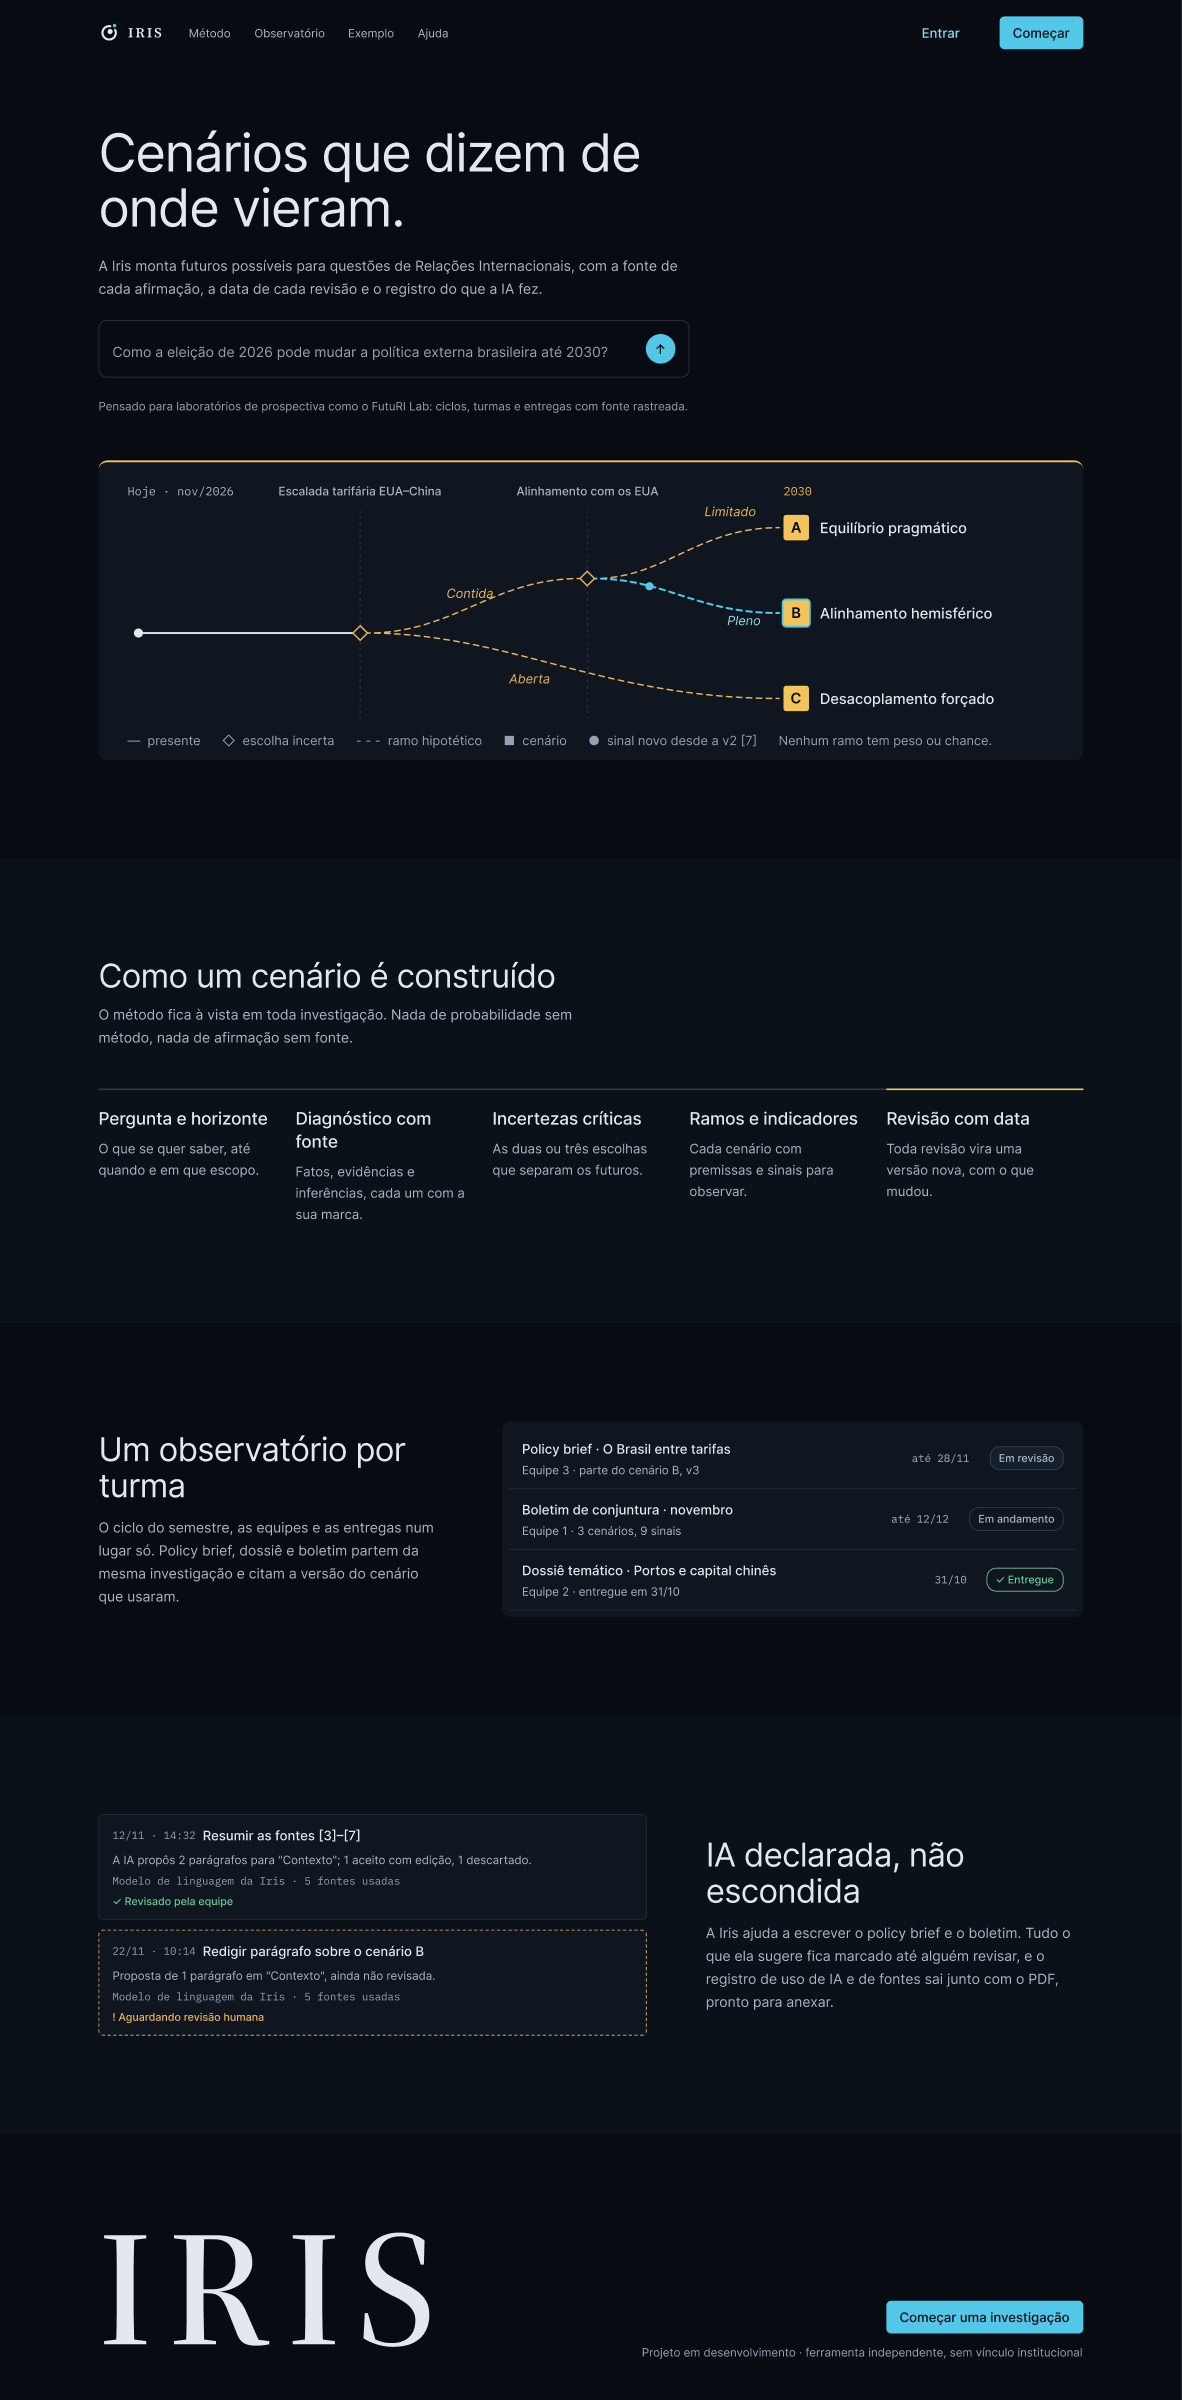 IRIS Método Observatório Exemplo Ajuda Entrar Começar
Cenários que dizem de
onde vieram.
A Iris monta futuros possíveis para questões de Relações Internacionais, com a fonte de
cada afirmação, a data de cada revisão e o registro do que a IA fez.
Como a eleição de 2026 pode mudar a política externa brasileira até 2030?
Pensado para laboratórios de prospectiva como o FutuRI Lab: ciclos, turmas e entregas com fonte rastreada.
Hoje · nov/2026 Escalada tarifária EUA–China Alinhamento com os EUA 2030
Limitado
A Equilíbrio pragmático
Contida
B Alinhamento hemisférico
Pleno
Aberta
C Desacoplamento forçado
presente escolha incerta ramo hipotético cenário sinal novo desde a v2 [7] Nenhum ramo tem peso ou chance.
Como um cenário é construído
O método fica à vista em toda investigação. Nada de probabilidade sem
método, nada de afirmação sem fonte.
Pergunta e horizonte
O que se quer saber, até
quando e em que escopo.
Diagnóstico com
fonte
Fatos, evidências e
inferências, cada um com a
sua marca.
Incertezas críticas
As duas ou três escolhas
que separam os futuros.
Ramos e indicadores
Cada cenário com
premissas e sinais para
observar.
Revisão com data
Toda revisão vira uma
versão nova, com o que
mudou.
Um observatório por
turma
O ciclo do semestre, as equipes e as entregas num
lugar só. Policy brief, dossiê e boletim partem da
mesma investigação e citam a versão do cenário
que usaram.
Policy brief · O Brasil entre tarifas
Equipe 3 · parte do cenário B, v3
até 28/11 Em revisão
Boletim de conjuntura · novembro
Equipe 1 · 3 cenários, 9 sinais
até 12/12 Em andamento
Dossiê temático · Portos e capital chinês
Equipe 2 · entregue em 31/10
31/10 ✓ Entregue
12/11 · 14:32 Resumir as fontes [3]–[7]
A IA propôs 2 parágrafos para "Contexto"; 1 aceito com edição, 1 descartado.
Modelo de linguagem da Iris · 5 fontes usadas
✓ Revisado pela equipe
22/11 · 10:14 Redigir parágrafo sobre o cenário B
Proposta de 1 parágrafo em "Contexto", ainda não revisada.
Modelo de linguagem da Iris · 5 fontes usadas
! Aguardando revisão humana
IA declarada, não
escondida
A Iris ajuda a escrever o policy brief e o boletim. Tudo o
que ela sugere fica marcado até alguém revisar, e o
registro de uso de IA e de fontes sai junto com o PDF,
pronto para anexar.
IRIS
Começar uma investigação
Projeto em desenvolvimento · ferramenta independente, sem vínculo institucional